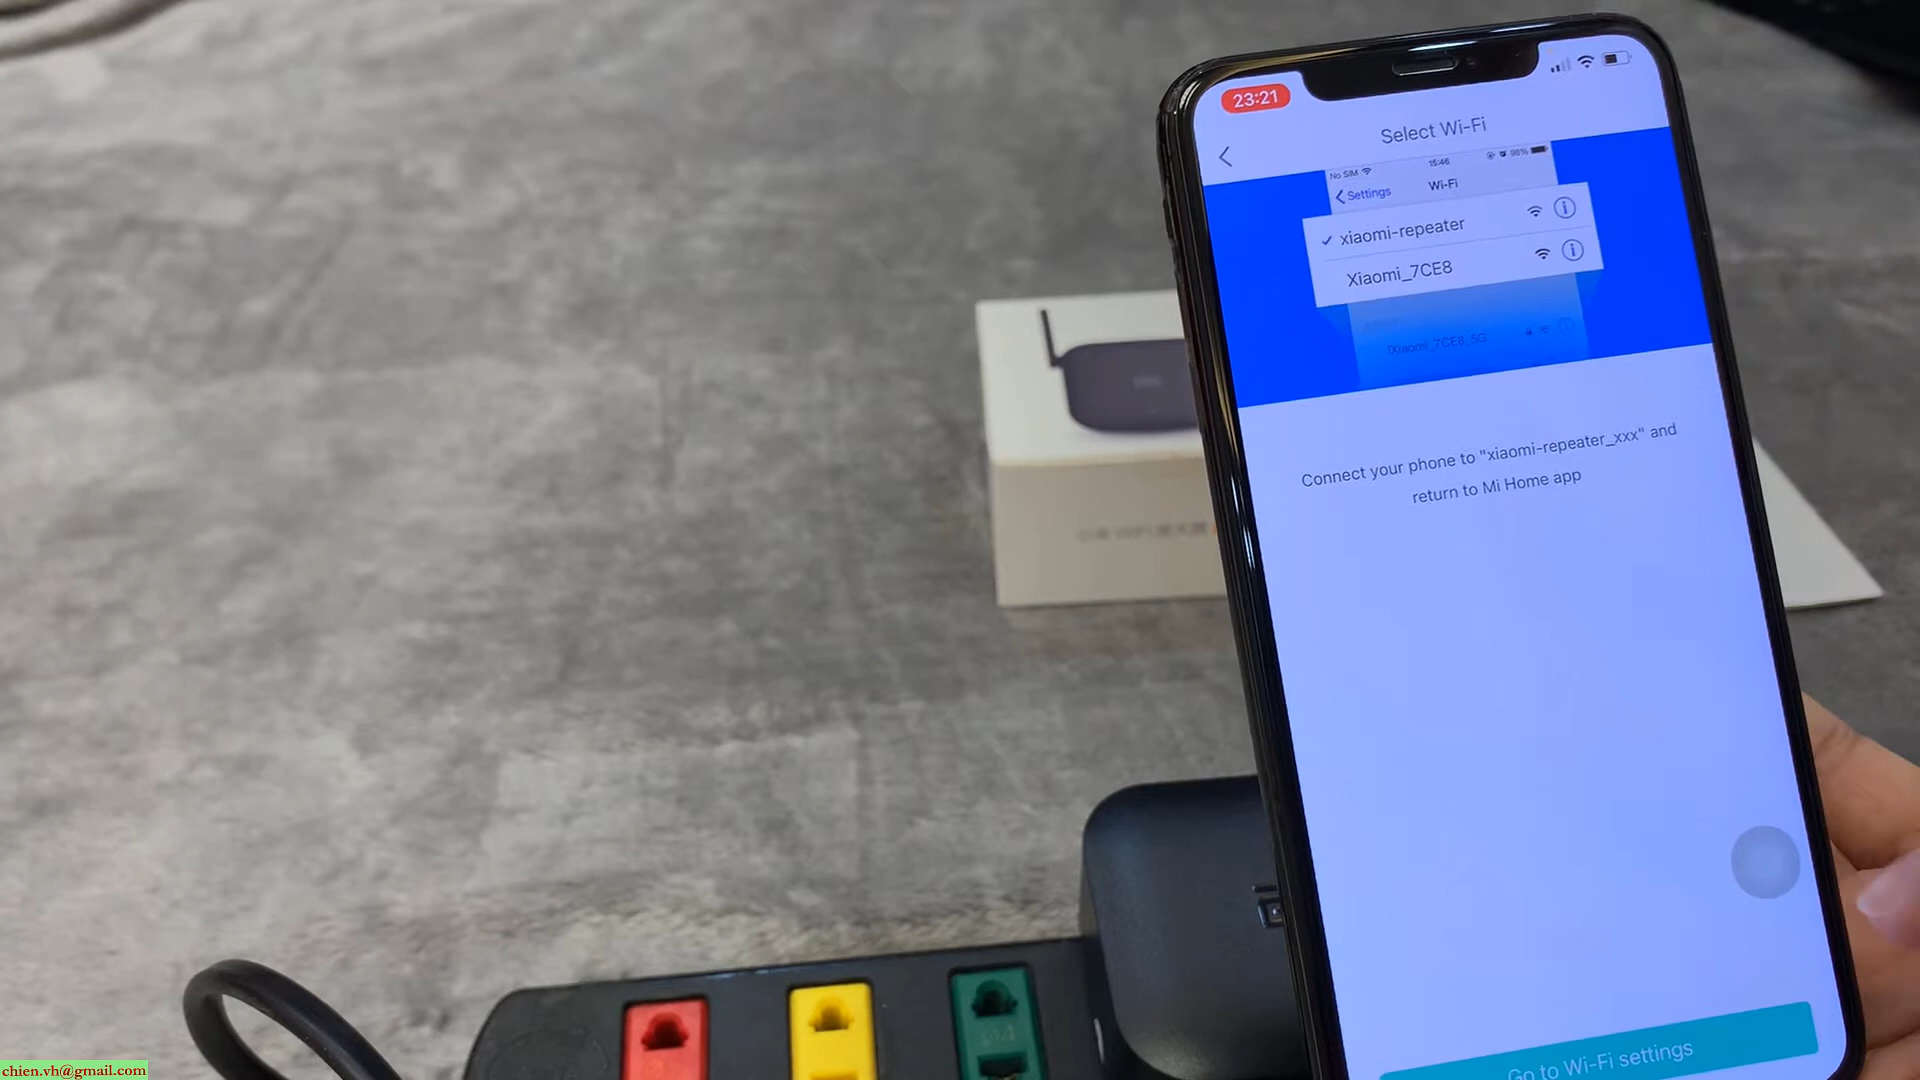 23:21
Select Wi-Fi
No SIM
15:46
98%
Settings
Wi-Fi
xiaomi-repeater
Xiaomi_7CE8
Xiaomi_7CE8_5G
Connect your phone to "xiaomi-repeater_xxx" and
return to Mi Home app
Go to Wi-Fi settings
chien.vh@gmail.com